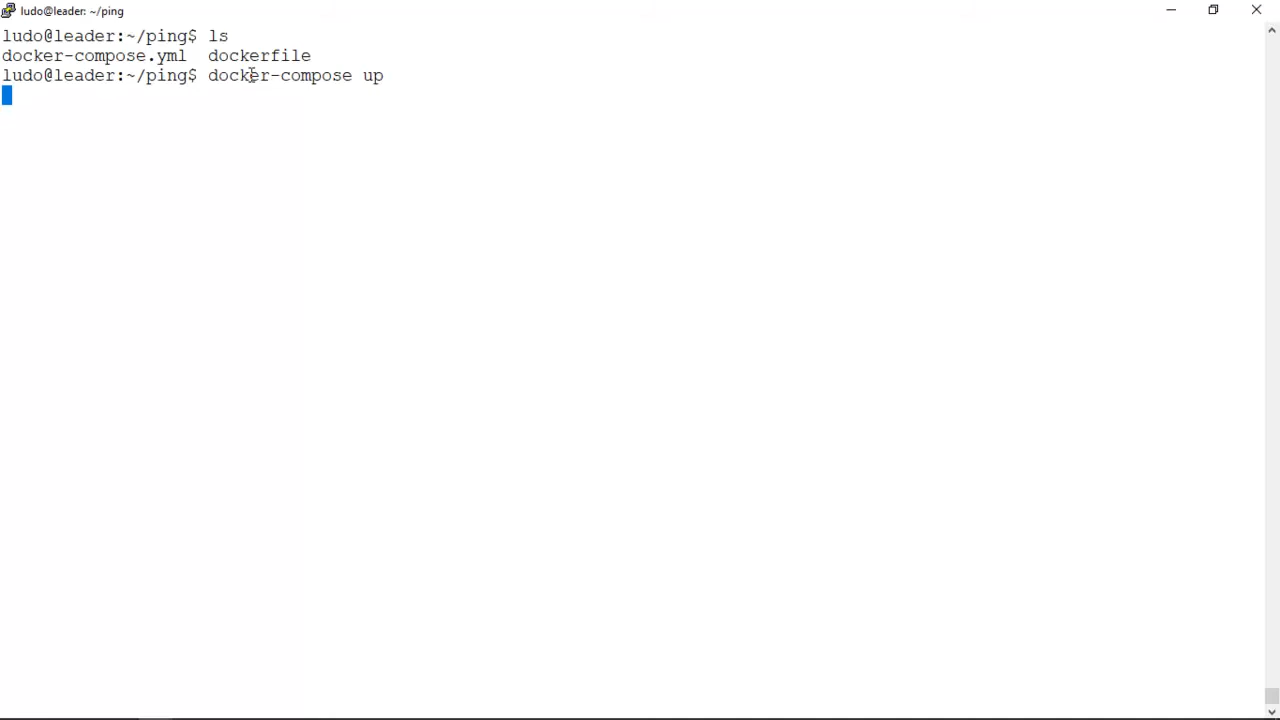 ludo@leader: ~/ping
ludo@leader:~/ping$ ls
docker-compose.yml  dockerfile
ludo@leader:~/ping$ docker-compose up